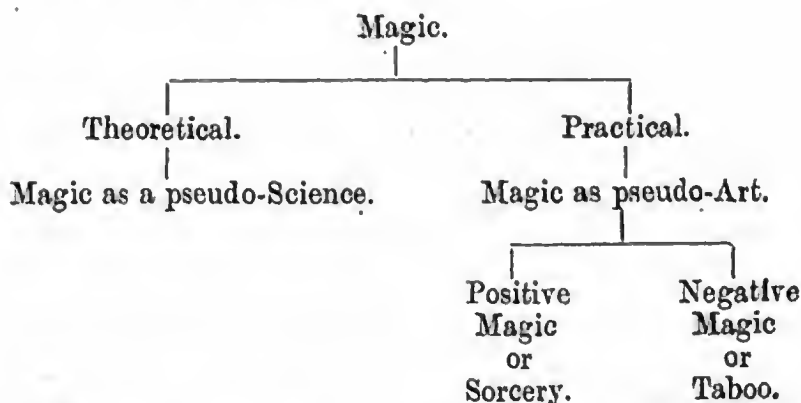 Magic.
Theoretical.
Practical.
Magic as a pseudo-Science.
Magic as pseudo-Art.
Positive
Magic
or
Sorcery.
Negative
Magic
or
Taboo.